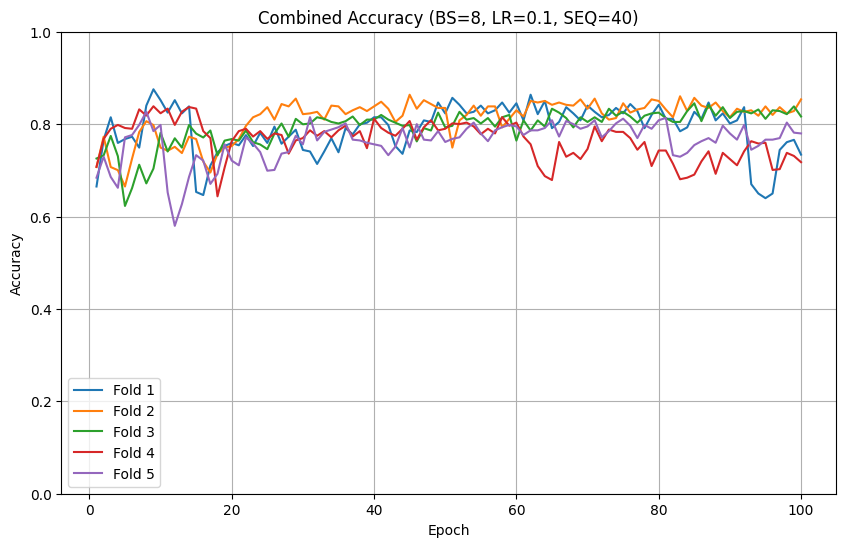 Combined Accuracy (BS=8, LR=0.1, SEQ=40)
1.0
0.8
0.6
0.4
0.2
0.0
Accuracy
Fold 1
Fold 2
Fold 3
Fold 4
Fold 5
0 20 40 60 80 100
Epoch